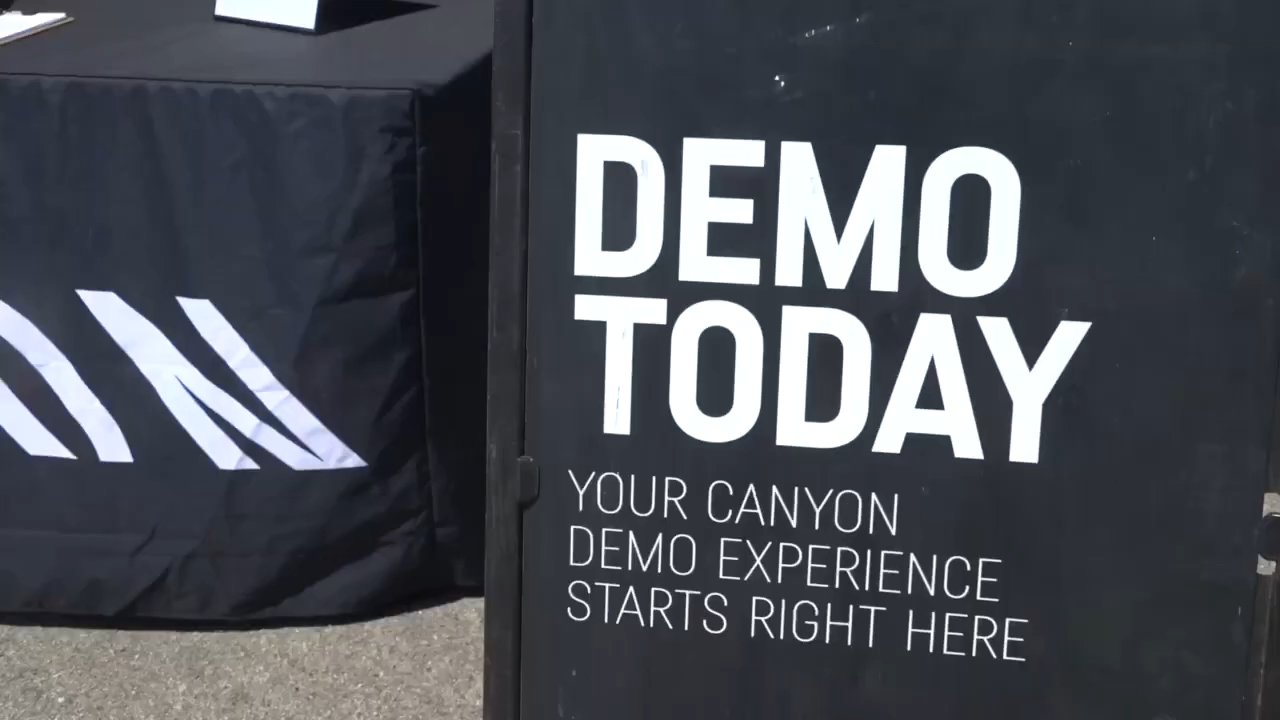 DEMO
TODAY
YOUR CANYON
DEMO EXPERIENCE
STARTS RIGHT HERE